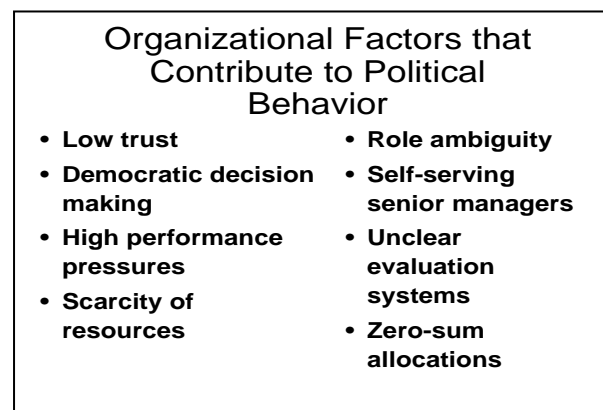 Organizational Factors that
Contribute to Political
Behavior
• Low trust
• Democratic decision
making
• High performance
pressures
• Scarcity of
resources
• Role ambiguity
• Self-serving
senior managers
• Unclear
evaluation
systems
• Zero-sum
allocations